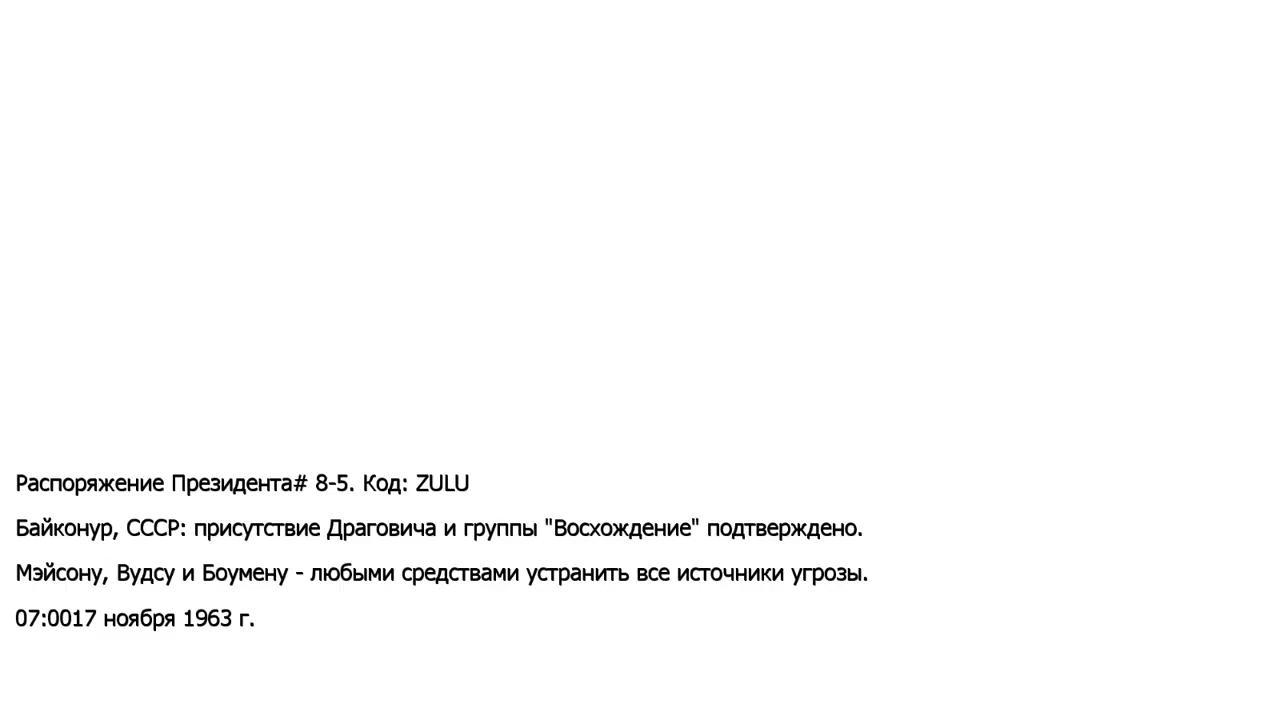 Распоряжение Президента# 8-5. Код: ZULU
Байконур, СССР: присутствие Драговича и группы "Восхождение" подтверждено.
Мэйсону, Вудсу и Боумену - любыми средствами устранить все источники угрозы.
07:0017 ноября 1963 г.